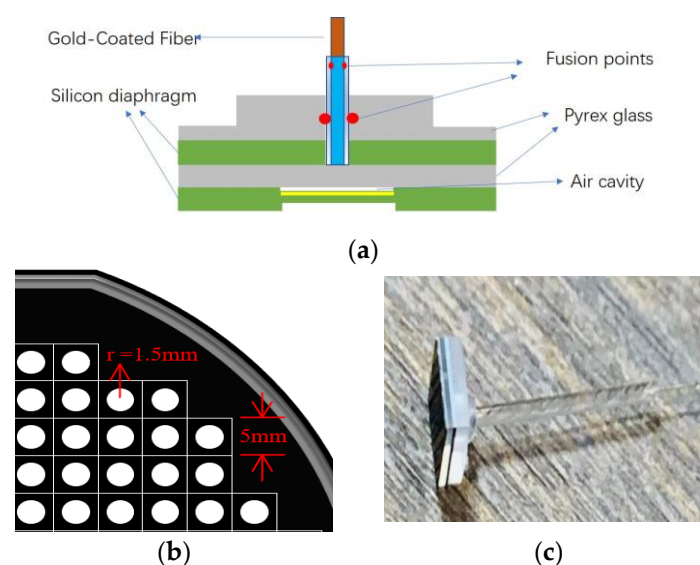 Gold-Coated Fiber
Fusion points
Silicon diaphragm
Pyrex glass
Air cavity
(a)
r=1.5mm
5mm
(b)
(c)